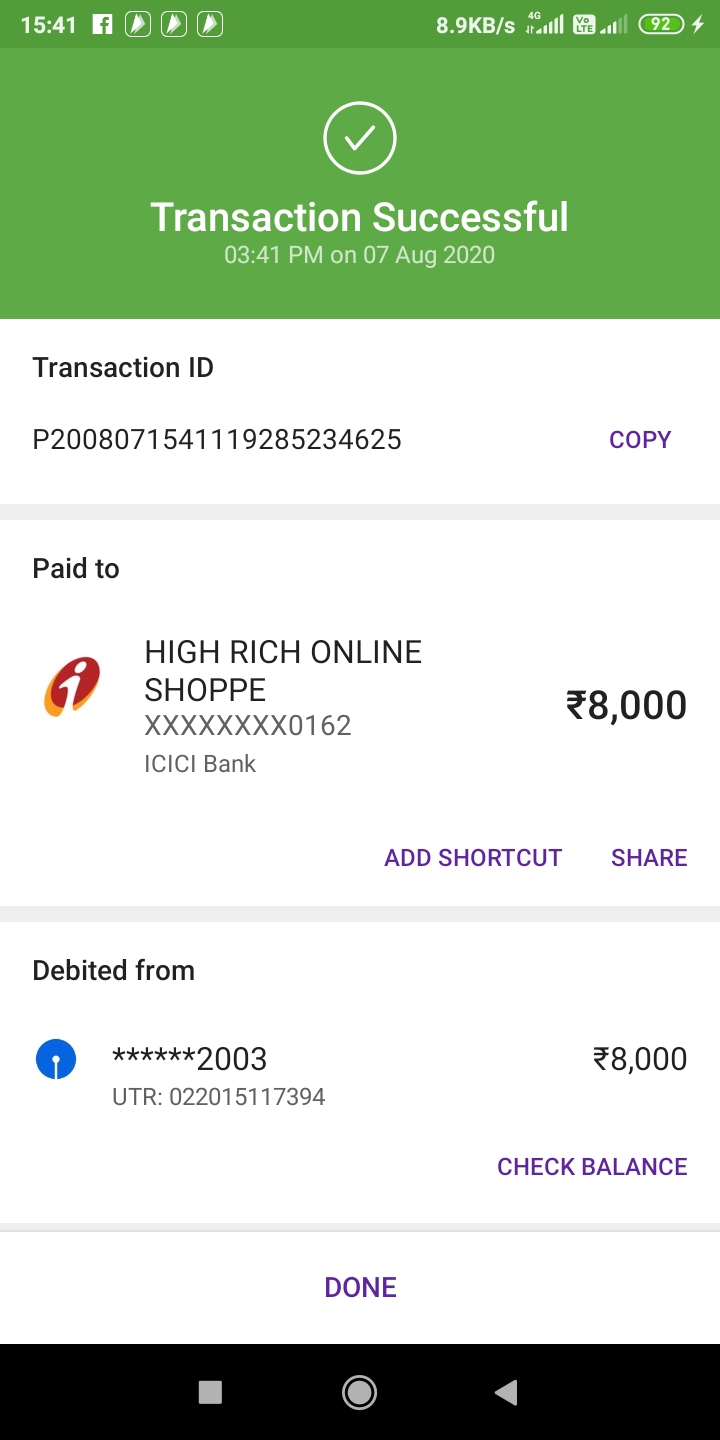 15:41 8.9KB/s 4G Vo LTE 92
Transaction Successful
03:41 PM on 07 Aug 2020
Transaction ID
P2008071541119285234625 COPY
Paid to
HIGH RICH ONLINE
SHOPPE
₹8,000
XXXXXXXX0162
ICICI Bank
ADD SHORTCUT SHARE
Debited from
******2003 ₹8,000
UTR: 022015117394
CHECK BALANCE
DONE